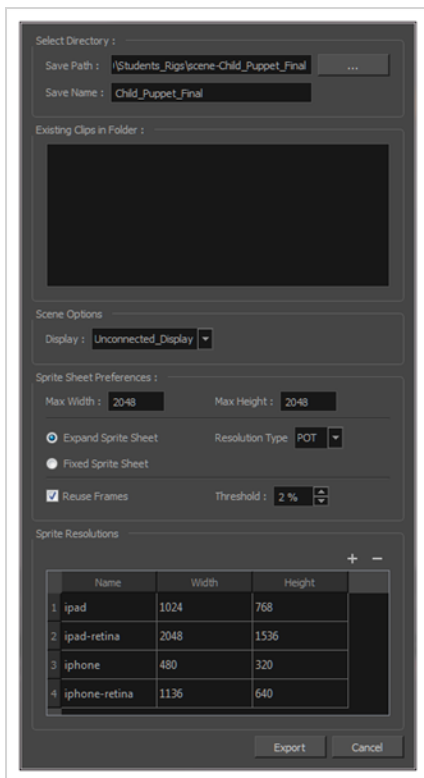 Select Directory :
Save Path : \Students_Rigs\scene-Child_Puppet_Final ...
Save Name : Child_Puppet_Final
Existing Clips in Folder :
Scene Options
Display : Unconnected_Display
Sprite Sheet Preferences :
Max Width : 2048 Max Height : 2048
Expand Sprite Sheet Resolution Type POT
Fixed Sprite Sheet
Reuse Frames Threshold : 2 %
Sprite Resolutions
+ −
Name Width Height
1 ipad 1024 768
2 ipad-retina 2048 1536
3 iphone 480 320
4 iphone-retina 1136 640
Export Cancel